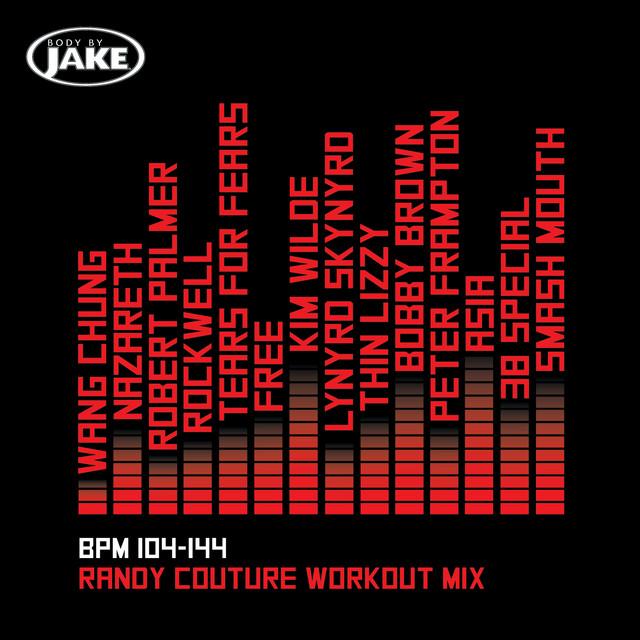 BODY BY
JAKE
WANG CHUNG
NAZARETH
ROBERT PALMER
ROCKWELL
TEARS FOR FEARS
FREE
KIM WILDE
LYNYRD SKYNYRD
THIN LIZZY
BOBBY BROWN
PETER FRAMPTON
ASIA
38 SPECIAL
SMASH MOUTH
BPM 104-144
RANDY COUTURE WORKOUT MIX